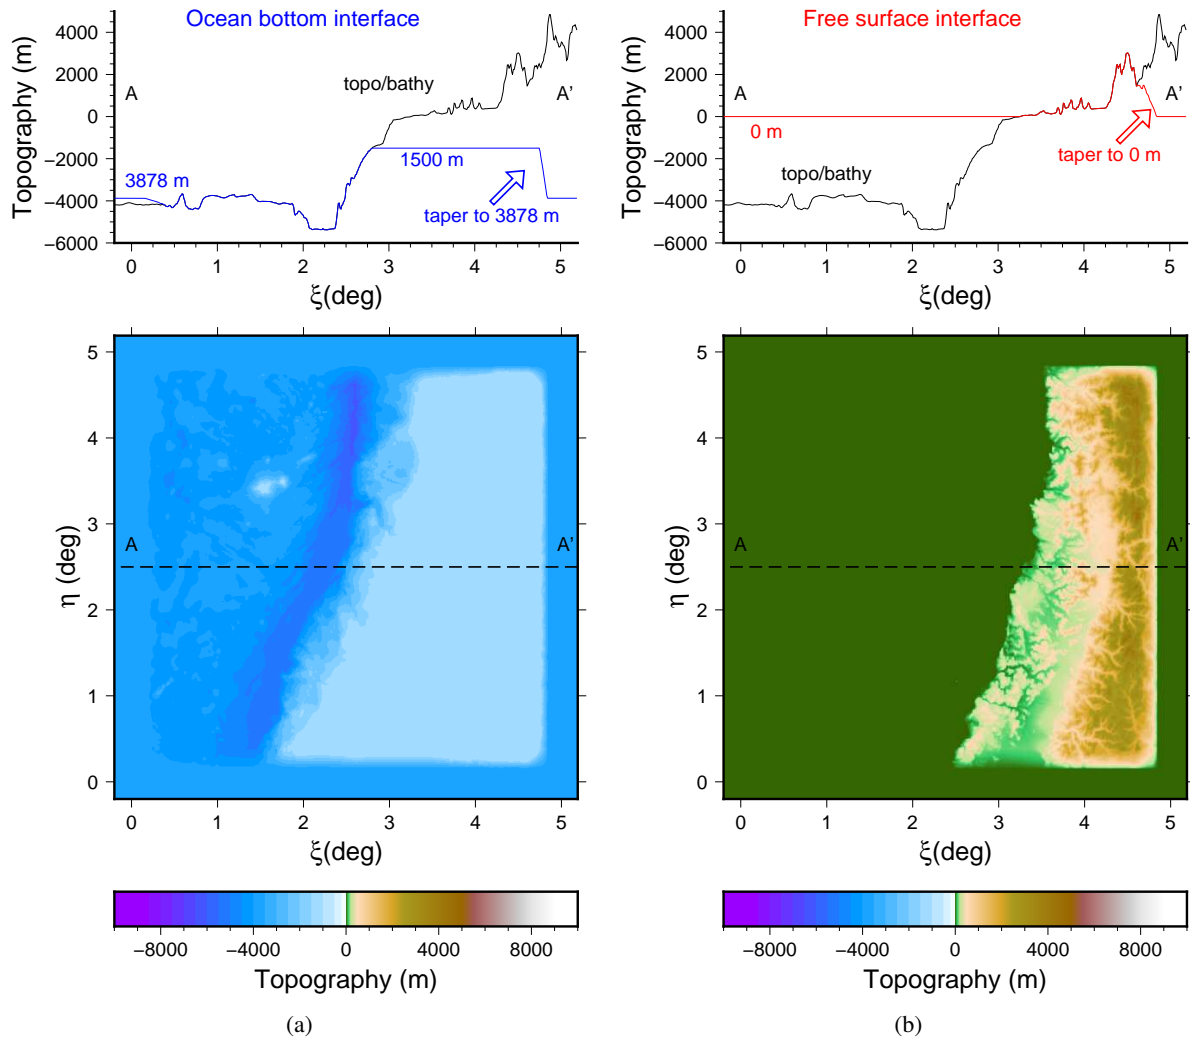 Ocean bottom interface
4000
2000
0
−2000
−4000
−6000
Topography (m)
topo/bathy
A
A'
3878 m
1500 m
taper to 3878 m
0 1 2 3 4 5
ξ(deg)
Free surface interface
4000
2000
0
−2000
−4000
−6000
Topography (m)
A
A'
0 m
taper to 0 m
topo/bathy
0 1 2 3 4 5
ξ(deg)
5
4
3
2
1
0
η (deg)
A
A'
0 1 2 3 4 5
ξ(deg)
5
4
3
2
1
0
η (deg)
A
A'
0 1 2 3 4 5
ξ(deg)
−8000 −4000 0 4000 8000
Topography (m)
−8000 −4000 0 4000 8000
Topography (m)
(a)
(b)